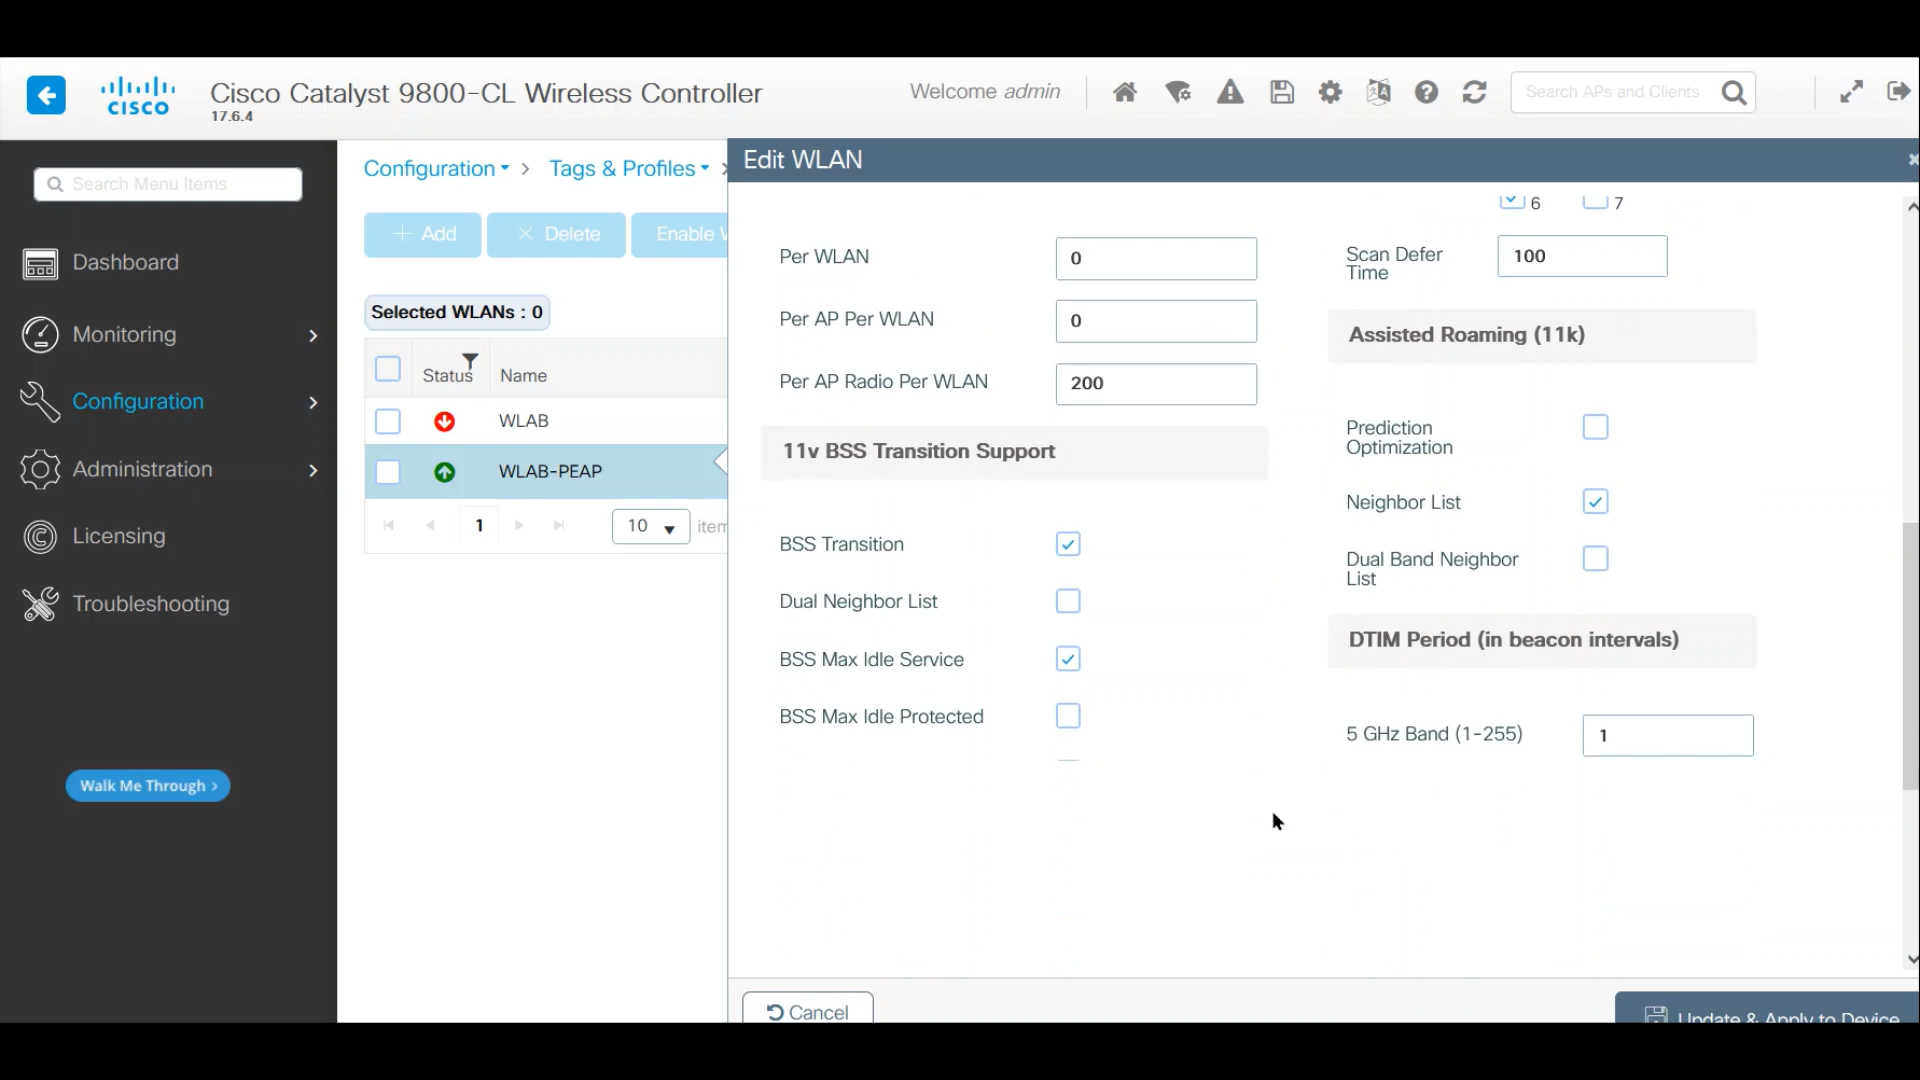 CISCO
Cisco Catalyst 9800-CL Wireless Controller
17.6.4
Welcome admin
Search APs and Clients
Search Menu Items
Dashboard
Monitoring
Configuration
Administration
Licensing
Troubleshooting
Walk Me Through >
Configuration > Tags & Profiles >
+ Add
× Delete
Enable W
Selected WLANs : 0
Status Name
WLAB
WLAB-PEAP
1
10
item
Edit WLAN
Per WLAN 0
Per AP Per WLAN 0
Per AP Radio Per WLAN 200
11v BSS Transition Support
BSS Transition
Dual Neighbor List
BSS Max Idle Service
BSS Max Idle Protected
6 7
Scan Defer
Time
100
Assisted Roaming (11k)
Prediction
Optimization
Neighbor List
Dual Band Neighbor
List
DTIM Period (in beacon intervals)
5 GHz Band (1-255) 1
Cancel
Update & Apply to Device